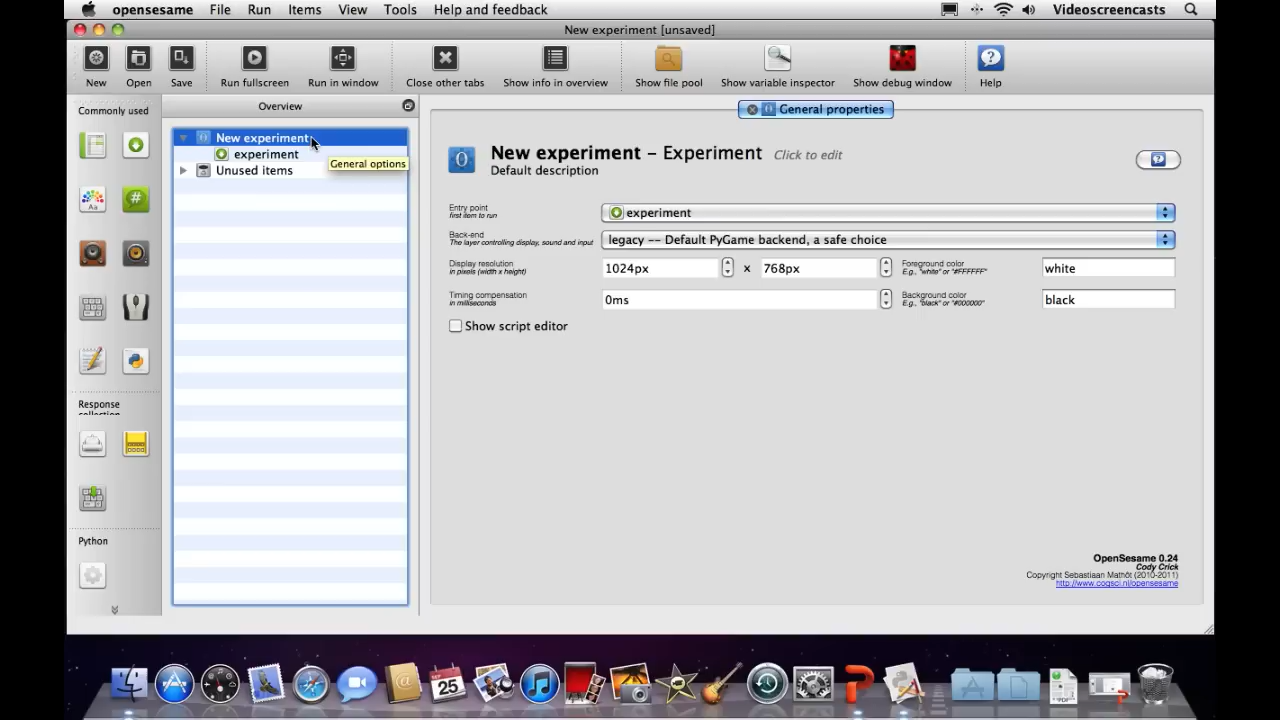 opensesame File Run Items View Tools Help and feedback Videoscreencasts
New experiment [unsaved]
New Open Save Run fullscreen Run in window Close other tabs Show info in overview Show file pool Show variable inspector Show debug window Help
Commonly used
Overview
General properties
New experiment
experiment
General options
Unused items
New experiment – Experiment Click to edit
Default description
Entry point
first item to run
experiment
Back-end
The layer controlling display, sound and input
legacy -- Default PyGame backend, a safe choice
Display resolution
in pixels (width x height)
1024px x 768px
Foreground color
E.g., "white" or "#FFFFFF"
white
Timing compensation
in milliseconds
0ms
Background color
E.g., "black" or "#000000"
black
Show script editor
Response
collection
Python
OpenSesame 0.24
Cody Crick
Copyright Sebastiaan Mathôt (2010-2011)
http://www.cogsci.nl/opensesame